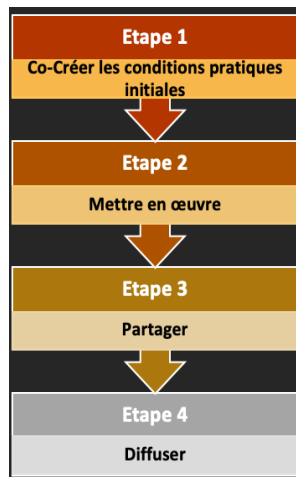 Etape 1
Co-Créer les conditions pratiques
initiales
Etape 2
Mettre en œuvre
Etape 3
Partager
Etape 4
Diffuser